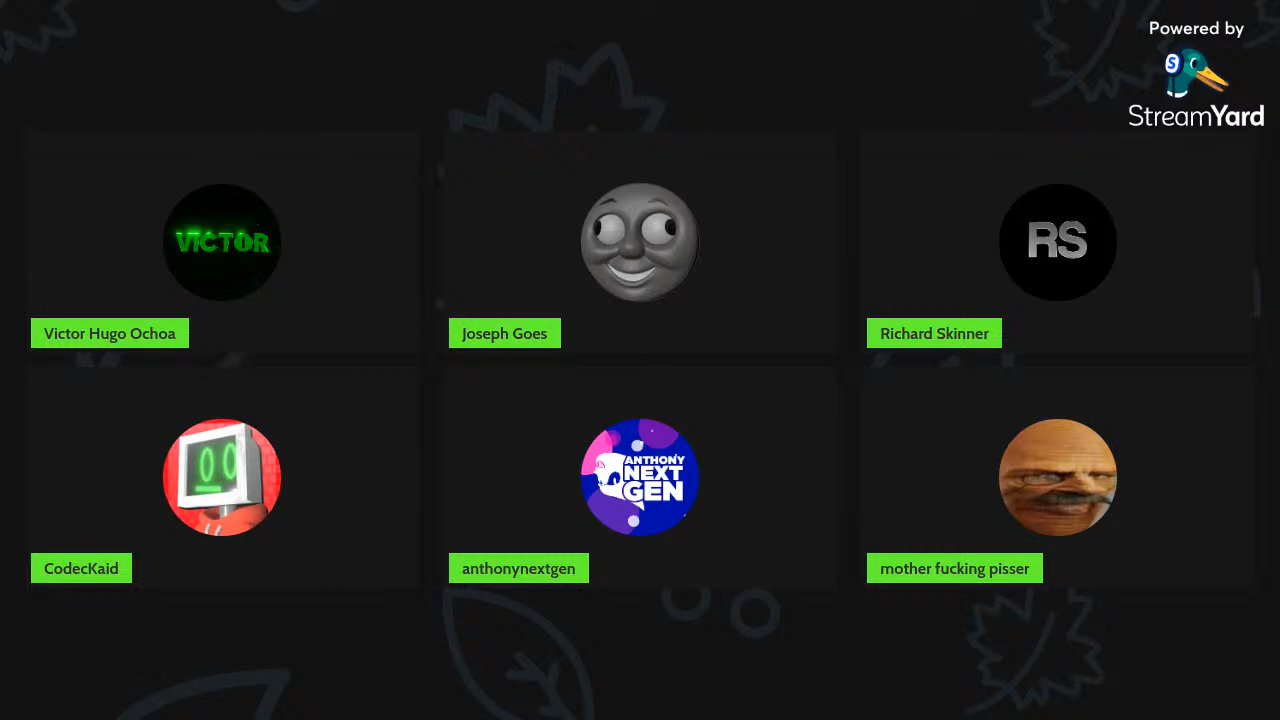 Powered by
S
StreamYard
VICTOR
RS
Victor Hugo Ochoa
Joseph Goes
Richard Skinner
ANTHONY
NEXT
GEN
CodecKaid
anthonynextgen
mother fucking pisser